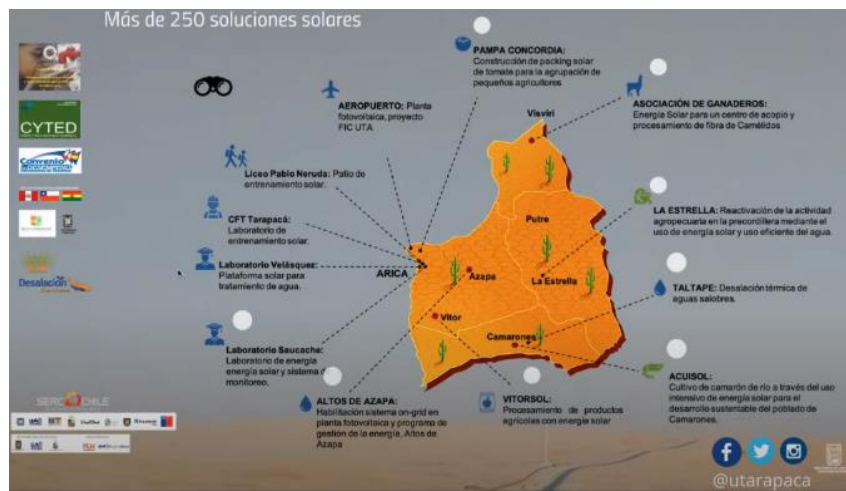 Más de 250 soluciones solares
PAMPA CONCORDIA:
Construcción de packing solar
de tomate para la agrupación de
pequeños agricultores
AEROPUERTO: Planta
fotovoltaica, proyecto
FIC UTA
Visviri
ASOCIACIÓN DE GANADEROS:
Energía Solar para un centro de acopio y
procesamiento de fibra de Camélidos
CYTED
Convenio
Liceo Pablo Neruda: Patio de
entrenamiento solar.
CFT Tarapacá:
Laboratorio de
entrenamiento solar.
Putre
LA ESTRELLA: Reactivación de la actividad
agropecuaria en la precordillera mediante el
uso de energía solar y uso eficiente del agua.
Laboratorio Velásquez:
Plataforma solar para
tratamiento de agua.
ARICA
Azapa
La Estrella
Desalación
TALTAPE: Desalación térmica de
aguas salobres.
Vitor
Camarones
Laboratorio Saucache:
Laboratorio de energía
energía solar y sistema d
monitoreo.
ALTOS DE AZAPA:
Habilitación sistema on-grid en
planta fotovoltaica y programa de
gestión de la energía, Altos de
Azapa
VITORSOL:
Procesamiento de productos
agrícolas con energía solar
ACUISOL:
Cultivo de camarón de río a través del uso
intensivo de energía solar para el
desarrollo sustentable del poblado de
Camarones.
SERC CHILE
@utarapaca